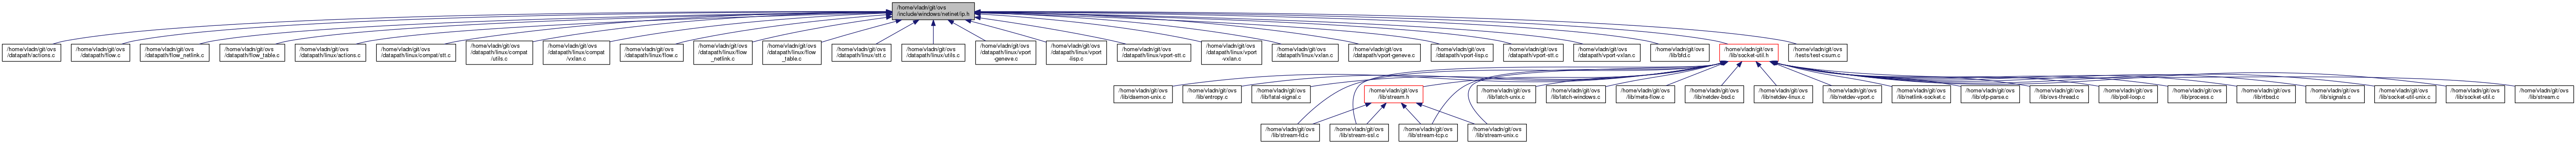 /home/vladn/git/ovs
/include/windows/netinet/ip.h
/home/vladn/git/ovs
/datapath/actions.c
/home/vladn/git/ovs
/datapath/flow.c
/home/vladn/git/ovs
/datapath/flow_netlink.c
/home/vladn/git/ovs
/datapath/flow_table.c
/home/vladn/git/ovs
/datapath/linux/actions.c
/home/vladn/git/ovs
/datapath/linux/compat/stt.c
/home/vladn/git/ovs
/datapath/linux/compat
/utils.c
/home/vladn/git/ovs
/datapath/linux/compat
/vxlan.c
/home/vladn/git/ovs
/datapath/linux/flow.c
/home/vladn/git/ovs
/datapath/linux/flow
_netlink.c
/home/vladn/git/ovs
/datapath/linux/flow
_table.c
/home/vladn/git/ovs
/datapath/linux/stt.c
/home/vladn/git/ovs
/datapath/linux/utils.c
/home/vladn/git/ovs
/datapath/linux/vport
-geneve.c
/home/vladn/git/ovs
/datapath/linux/vport
-lisp.c
/home/vladn/git/ovs
/datapath/linux/vport-stt.c
/home/vladn/git/ovs
/datapath/linux/vport
-vxlan.c
/home/vladn/git/ovs
/datapath/linux/vxlan.c
/home/vladn/git/ovs
/datapath/vport-geneve.c
/home/vladn/git/ovs
/datapath/vport-lisp.c
/home/vladn/git/ovs
/datapath/vport-stt.c
/home/vladn/git/ovs
/datapath/vport-vxlan.c
/home/vladn/git/ovs
/lib/bfd.c
/home/vladn/git/ovs
/lib/socket-util.h
/home/vladn/git/ovs
/tests/test-csum.c
/home/vladn/git/ovs
/lib/daemon-unix.c
/home/vladn/git/ovs
/lib/entropy.c
/home/vladn/git/ovs
/lib/fatal-signal.c
/home/vladn/git/ovs
/lib/stream.h
/home/vladn/git/ovs
/lib/latch-unix.c
/home/vladn/git/ovs
/lib/latch-windows.c
/home/vladn/git/ovs
/lib/meta-flow.c
/home/vladn/git/ovs
/lib/netdev-bsd.c
/home/vladn/git/ovs
/lib/netdev-linux.c
/home/vladn/git/ovs
/lib/netdev-vport.c
/home/vladn/git/ovs
/lib/netlink-socket.c
/home/vladn/git/ovs
/lib/ofp-parse.c
/home/vladn/git/ovs
/lib/ovs-thread.c
/home/vladn/git/ovs
/lib/poll-loop.c
/home/vladn/git/ovs
/lib/process.c
/home/vladn/git/ovs
/lib/rtbsd.c
/home/vladn/git/ovs
/lib/signals.c
/home/vladn/git/ovs
/lib/socket-util-unix.c
/home/vladn/git/ovs
/lib/socket-util.c
/home/vladn/git/ovs
/lib/stream.c
/home/vladn/git/ovs
/lib/stream-fd.c
/home/vladn/git/ovs
/lib/stream-ssl.c
/home/vladn/git/ovs
/lib/stream-tcp.c
/home/vladn/git/ovs
/lib/stream-unix.c